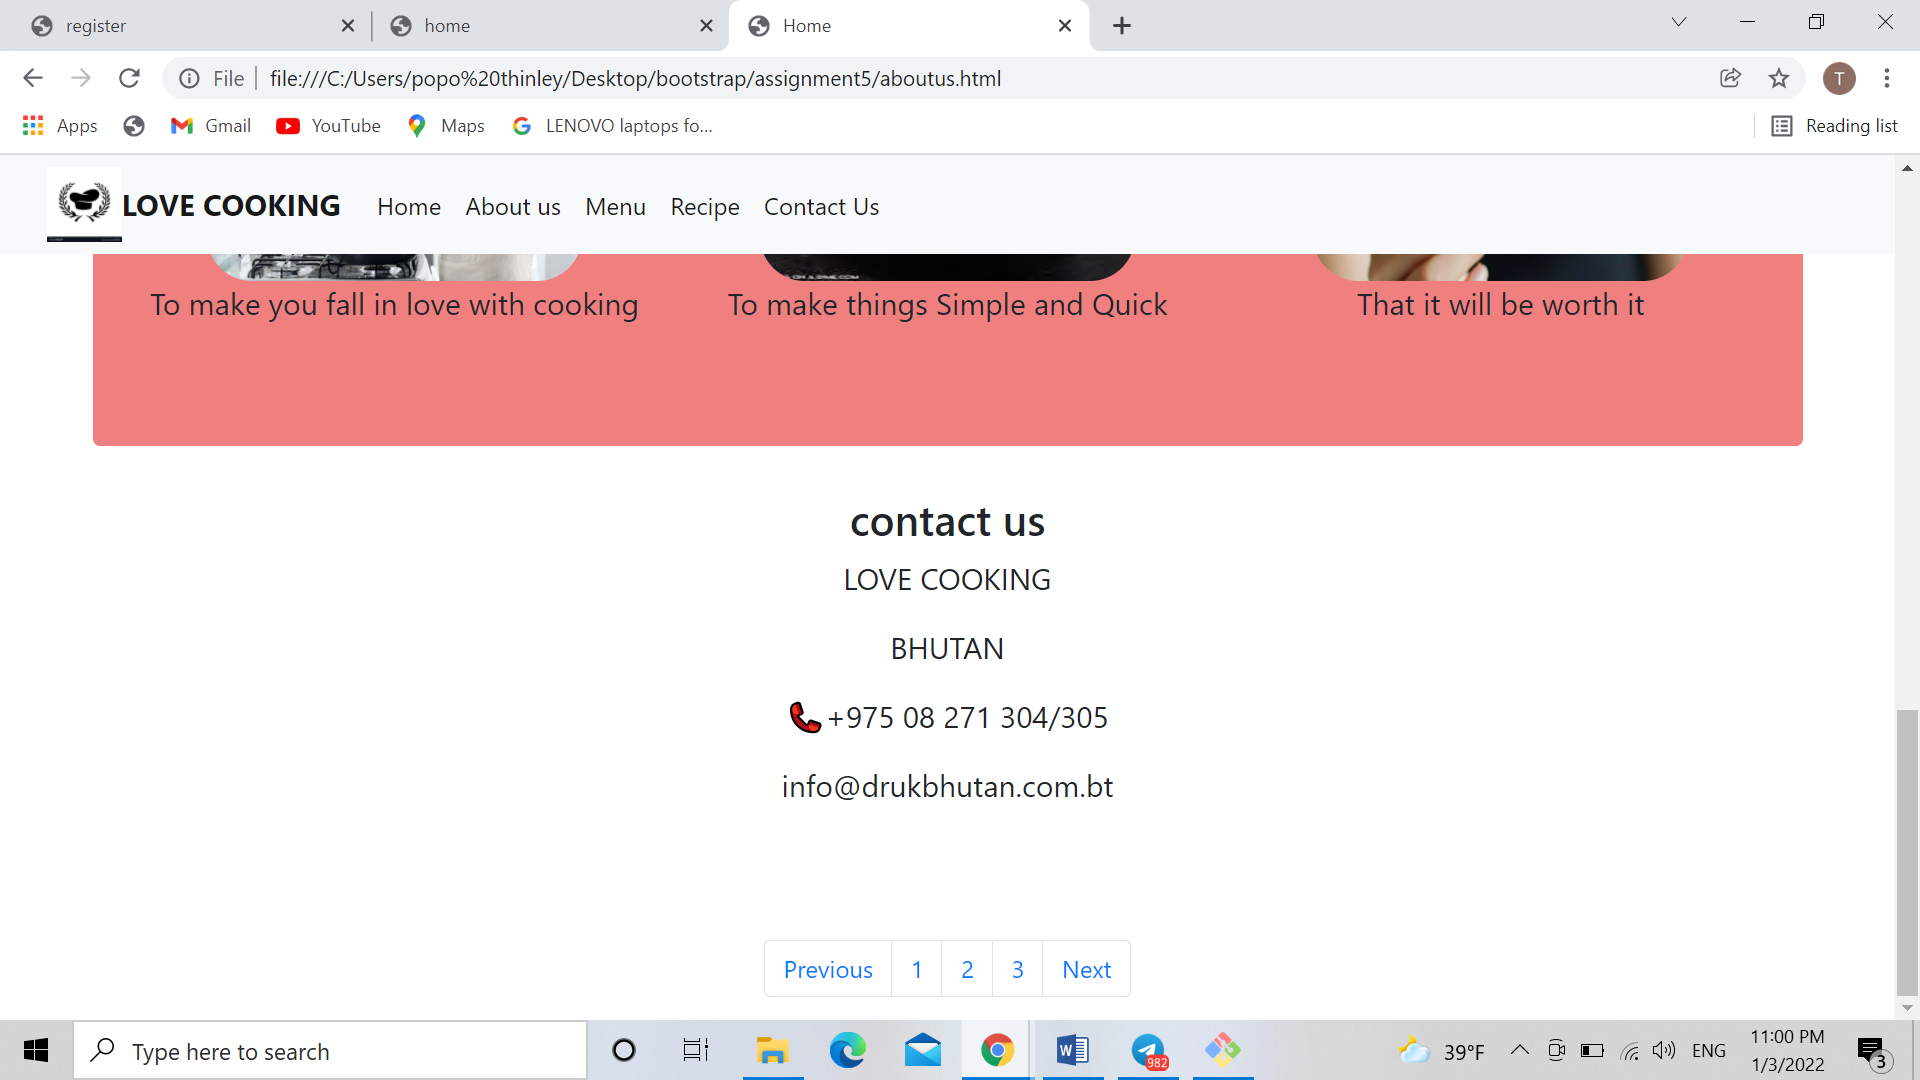 register
home
Home
File
file:///C:/Users/popo%20thinley/Desktop/bootstrap/assignment5/aboutus.html
T
Apps
Gmail
YouTube
Maps
LENOVO laptops fo...
Reading list
LOVE COOKING
Home
About us
Menu
Recipe
Contact Us
To make you fall in love with cooking
To make things Simple and Quick
That it will be worth it
contact us
LOVE COOKING
BHUTAN
+975 08 271 304/305
info@drukbhutan.com.bt
Previous
1
2
3
Next
Type here to search
W
982
39°F
ENG
11:00 PM
1/3/2022
3